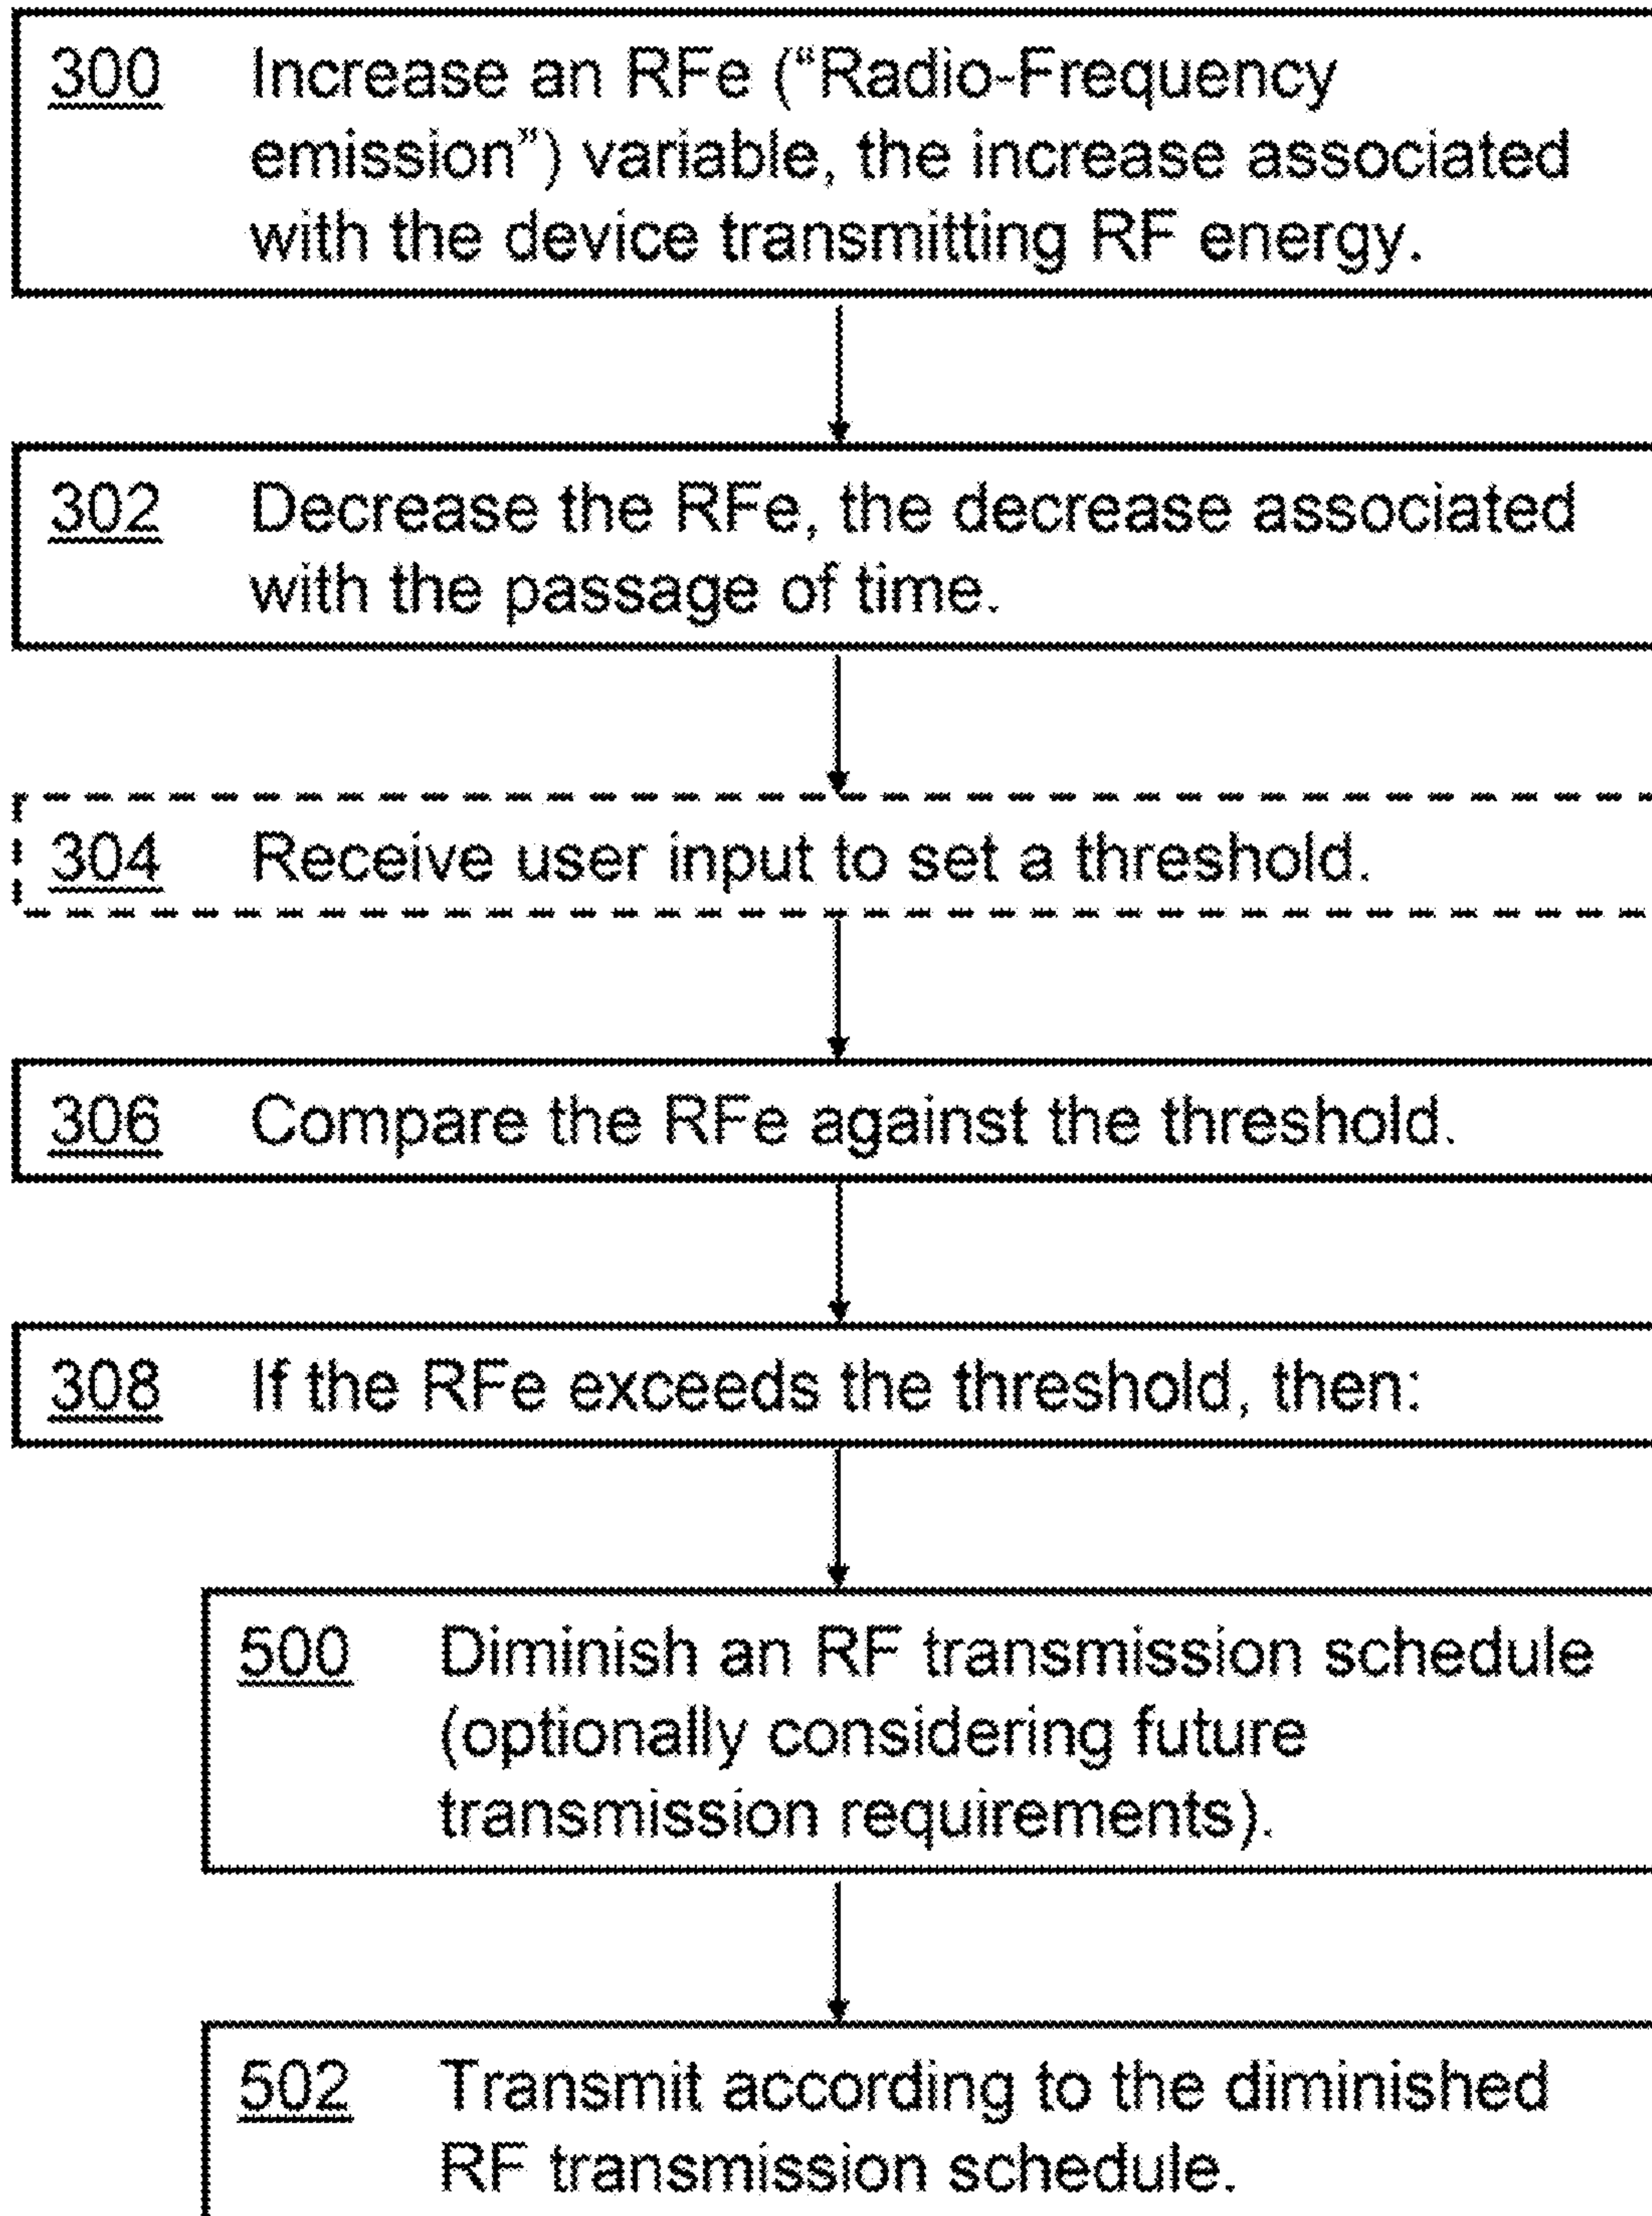 300 Increase an RFe (“Radio-Frequency
emission”) variable, the increase associated
with the device transmitting RF energy.
302 Decrease the RFe, the decrease associated
with the passage of time.
304 Receive user input to set a threshold.
306 Compare the RFe against the threshold.
308 If the RFe exceeds the threshold, then:
500 Diminish an RF transmission schedule
(optionally considering future
transmission requirements).
502 Transmit according to the diminished
RF transmission schedule.